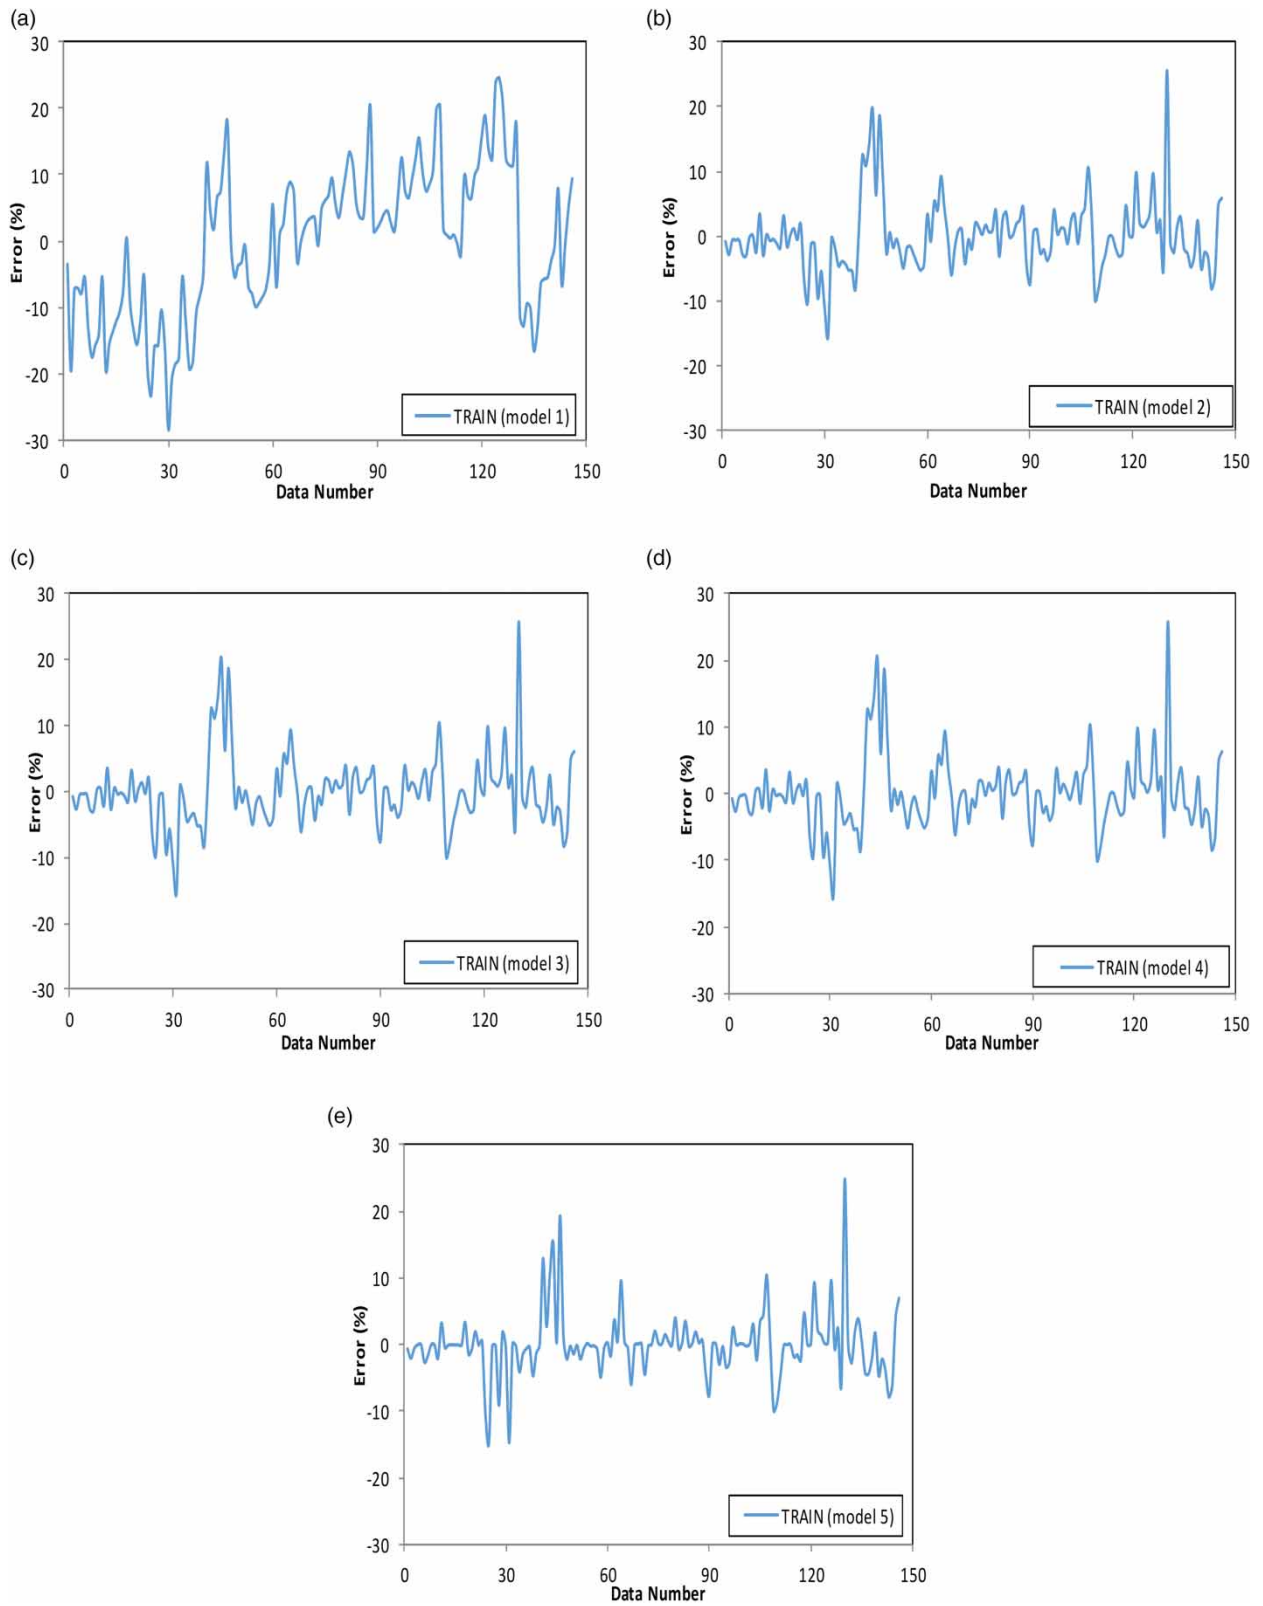 (a)
30
20
10
0
-10
-20
-30
Error (%)
TRAIN (model 1)
0 30 60 90 120 150
Data Number
(b)
30
20
10
0
-10
-20
-30
Error (%)
TRAIN (model 2)
0 30 60 90 120 150
Data Number
(c)
30
20
10
0
-10
-20
-30
Error (%)
TRAIN (model 3)
0 30 60 90 120 150
Data Number
(d)
30
20
10
0
-10
-20
-30
Error (%)
TRAIN (model 4)
0 30 60 90 120 150
Data Number
(e)
30
20
10
0
-10
-20
-30
Error (%)
TRAIN (model 5)
0 30 60 90 120 150
Data Number